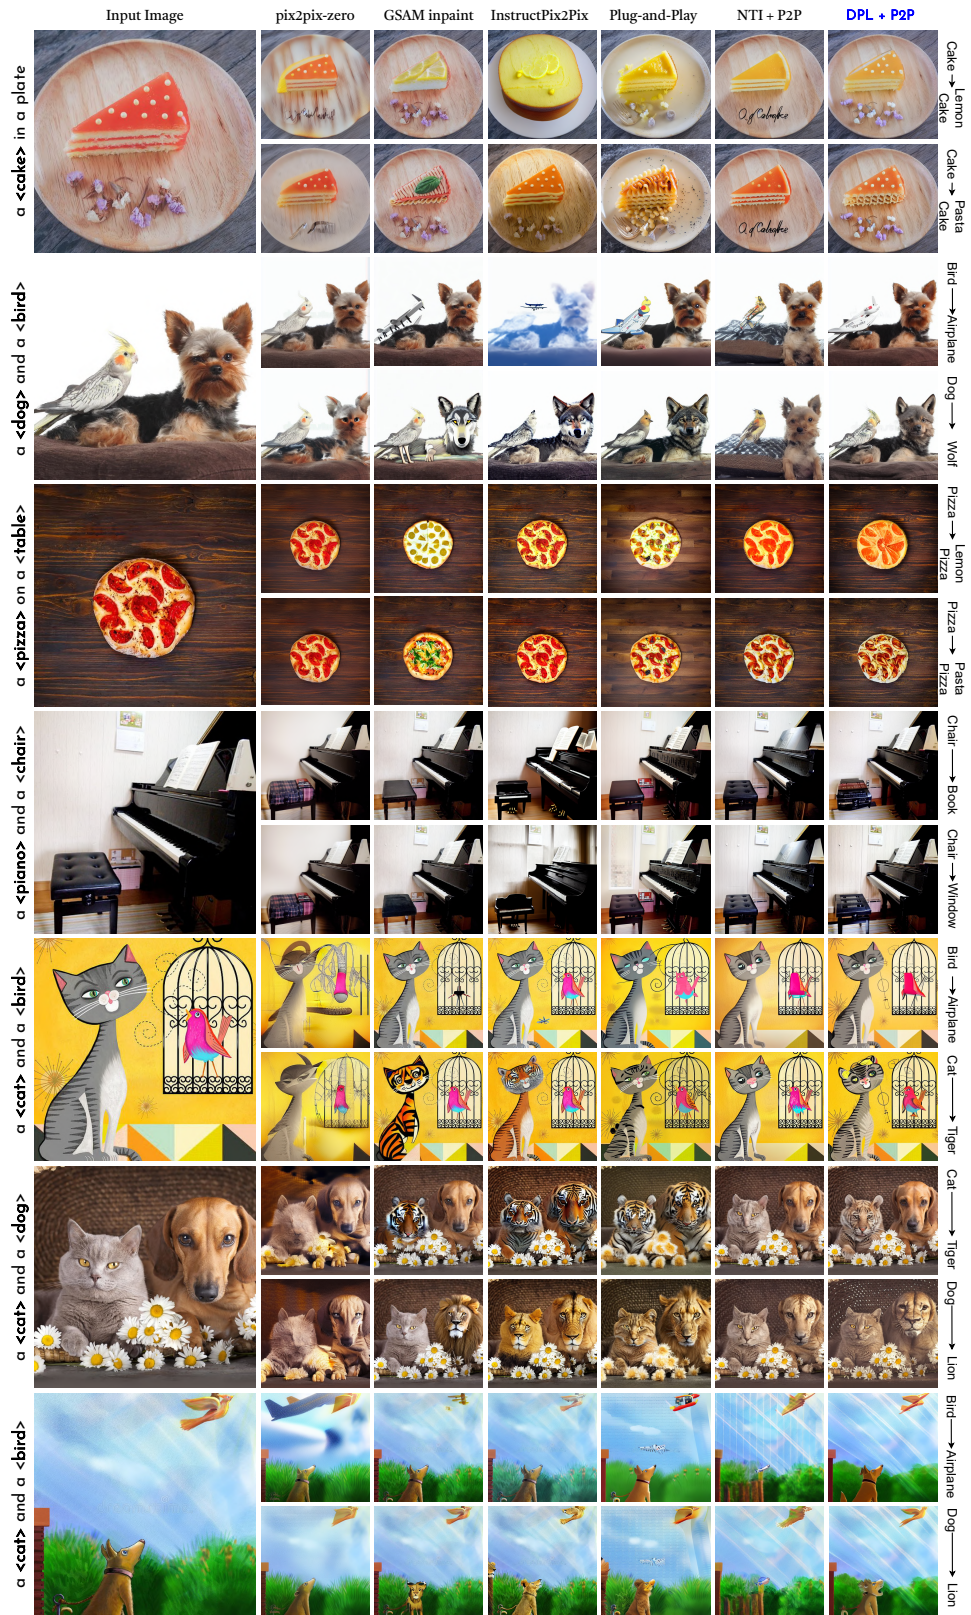 Input Image
pix2pix-zero
GSAM inpaint
InstructPix2Pix
Plug-and-Play
NTI + P2P
DPL + P2P
a <cake> in a plate
Cake → Lemon Cake
Cake → Pasta Cake
a <dog> and a <bird>
Bird → Airplane
Dog → Wolf
a <pizza> on a <table>
Pizza → Lemon Pizza
Pizza → Pasta Pizza
a <piano> and a <chair>
Chair → Book
Chair → Window
a <cat> and a <bird>
Bird → Airplane
Cat → Tiger
a <cat> and a <dog>
Cat → Tiger
Dog → Lion
a <cat> and a <bird>
Bird → Airplane
Dog → Lion